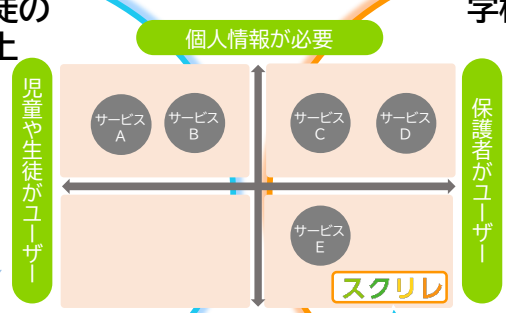 徒の
上
学校
個人情報が必要
児童や生徒がユーザー
サービス
A
サービス
B
サービス
C
サービス
D
保護者がユーザー
サービス
E
スクリレ